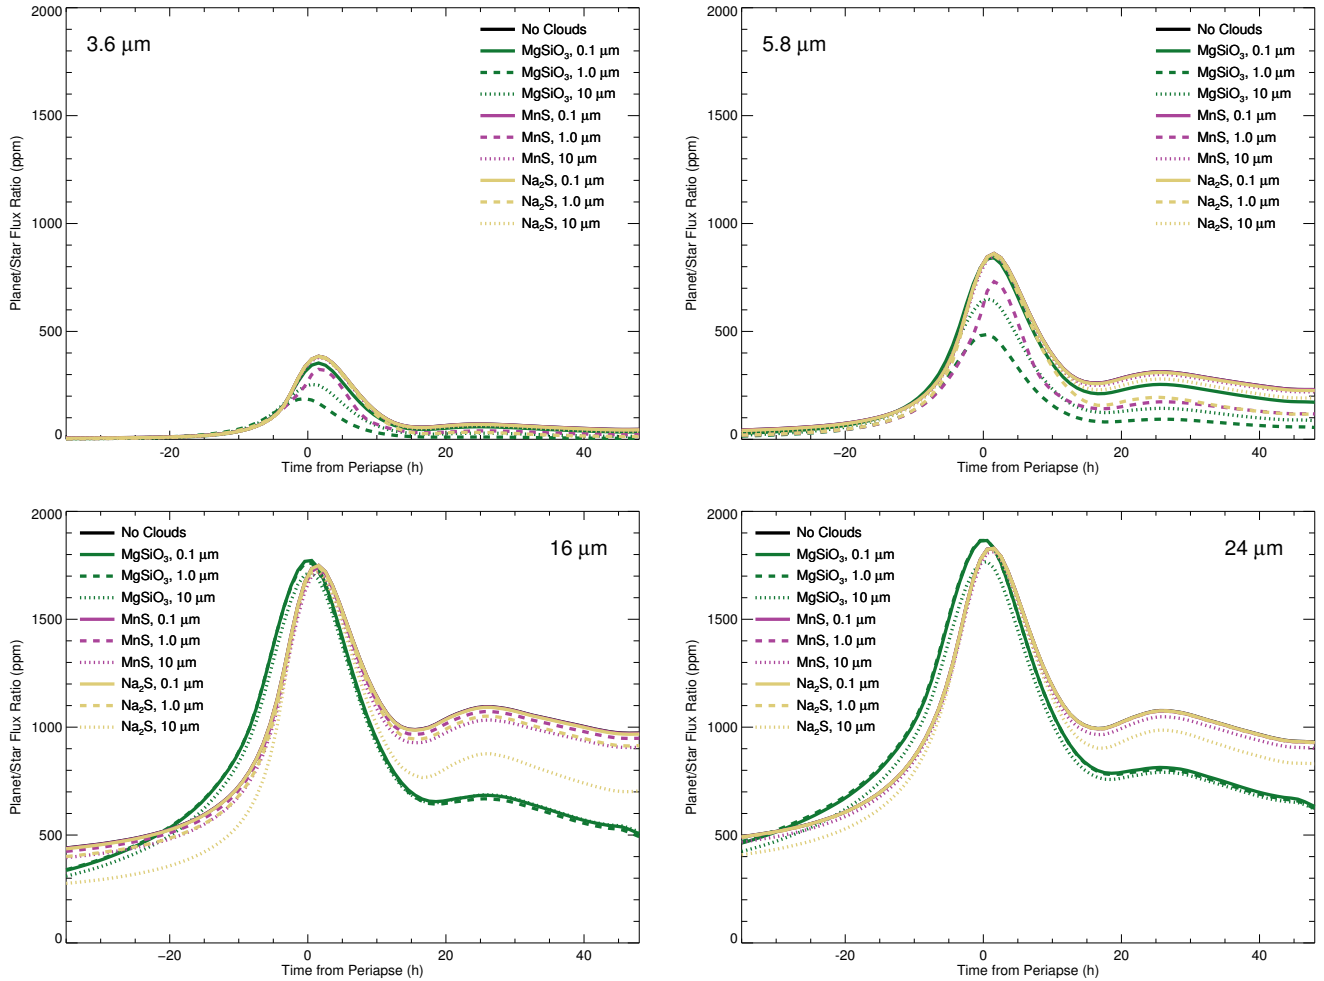 3.6 μm
No Clouds
MgSiO₃, 0.1 μm
MgSiO₃, 1.0 μm
MgSiO₃, 10 μm
MnS, 0.1 μm
MnS, 1.0 μm
MnS, 10 μm
Na₂S, 0.1 μm
Na₂S, 1.0 μm
Na₂S, 10 μm
2000
1500
1000
500
0
Planet/Star Flux Ratio (ppm)
−20
0
20
40
Time from Periapse (h)
5.8 μm
No Clouds
MgSiO₃, 0.1 μm
MgSiO₃, 1.0 μm
MgSiO₃, 10 μm
MnS, 0.1 μm
MnS, 1.0 μm
MnS, 10 μm
Na₂S, 0.1 μm
Na₂S, 1.0 μm
Na₂S, 10 μm
2000
1500
1000
500
0
Planet/Star Flux Ratio (ppm)
−20
0
20
40
Time from Periapse (h)
16 μm
No Clouds
MgSiO₃, 0.1 μm
MgSiO₃, 1.0 μm
MgSiO₃, 10 μm
MnS, 0.1 μm
MnS, 1.0 μm
MnS, 10 μm
Na₂S, 0.1 μm
Na₂S, 1.0 μm
Na₂S, 10 μm
2000
1500
1000
500
0
Planet/Star Flux Ratio (ppm)
−20
0
20
40
Time from Periapse (h)
24 μm
No Clouds
MgSiO₃, 0.1 μm
MgSiO₃, 1.0 μm
MgSiO₃, 10 μm
MnS, 0.1 μm
MnS, 1.0 μm
MnS, 10 μm
Na₂S, 0.1 μm
Na₂S, 1.0 μm
Na₂S, 10 μm
2000
1500
1000
500
0
Planet/Star Flux Ratio (ppm)
-20
0
20
40
Time from Periapse (h)